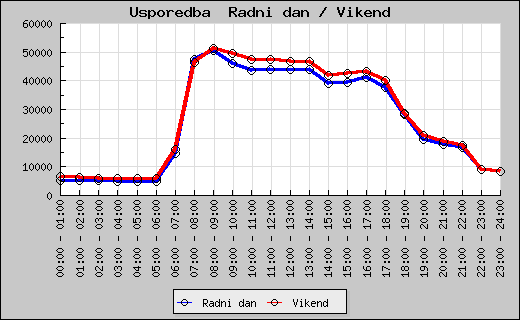 Usporedba  Radni dan / Vikend
60000
50000
40000
30000
20000
10000
0
00:00 - 01:00
01:00 - 02:00
02:00 - 03:00
03:00 - 04:00
04:00 - 05:00
05:00 - 06:00
06:00 - 07:00
07:00 - 08:00
08:00 - 09:00
09:00 - 10:00
10:00 - 11:00
11:00 - 12:00
12:00 - 13:00
13:00 - 14:00
14:00 - 15:00
15:00 - 16:00
16:00 - 17:00
17:00 - 18:00
18:00 - 19:00
19:00 - 20:00
20:00 - 21:00
21:00 - 22:00
22:00 - 23:00
23:00 - 24:00
Radni dan
Vikend